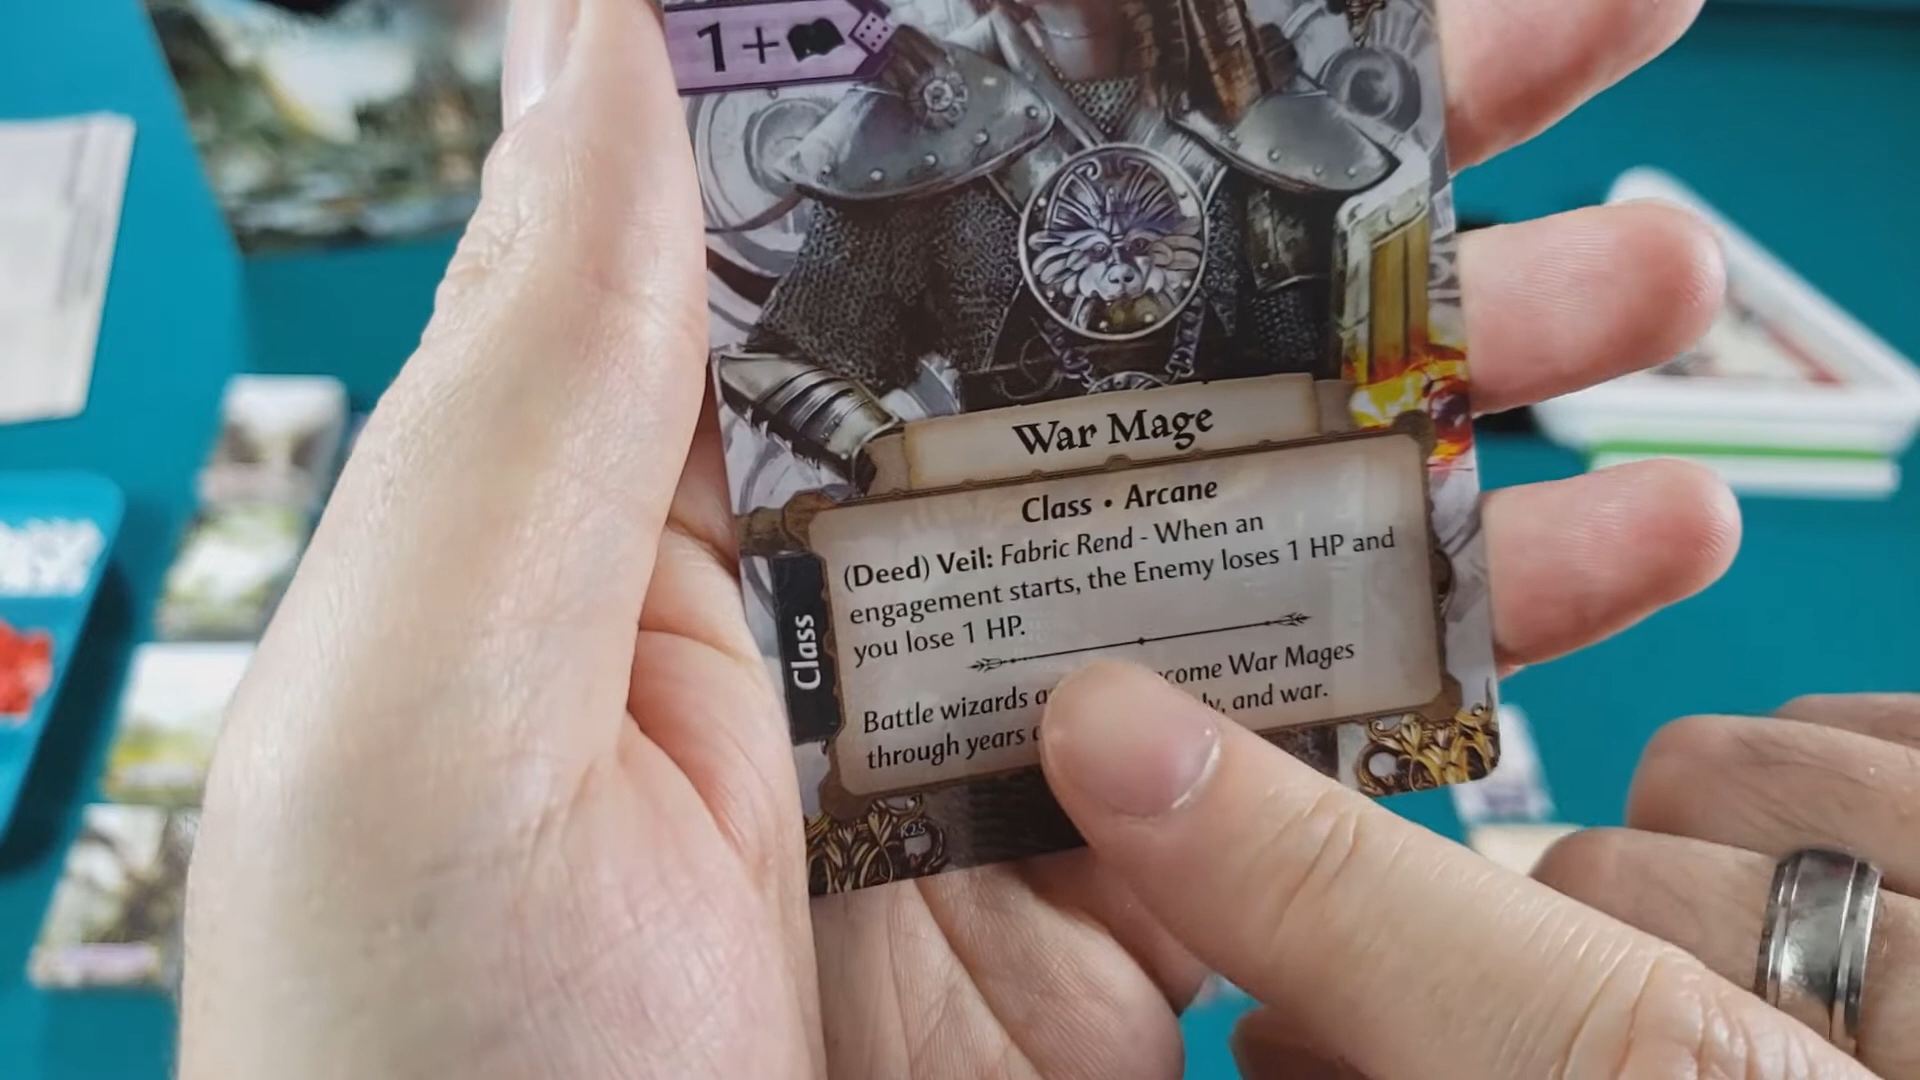 1+
War Mage
Class • Arcane
(Deed) Veil: Fabric Rend - When an
engagement starts, the Enemy loses 1 HP and
you lose 1 HP.
Battle wizards War Mages
through years and war.
Class
K25